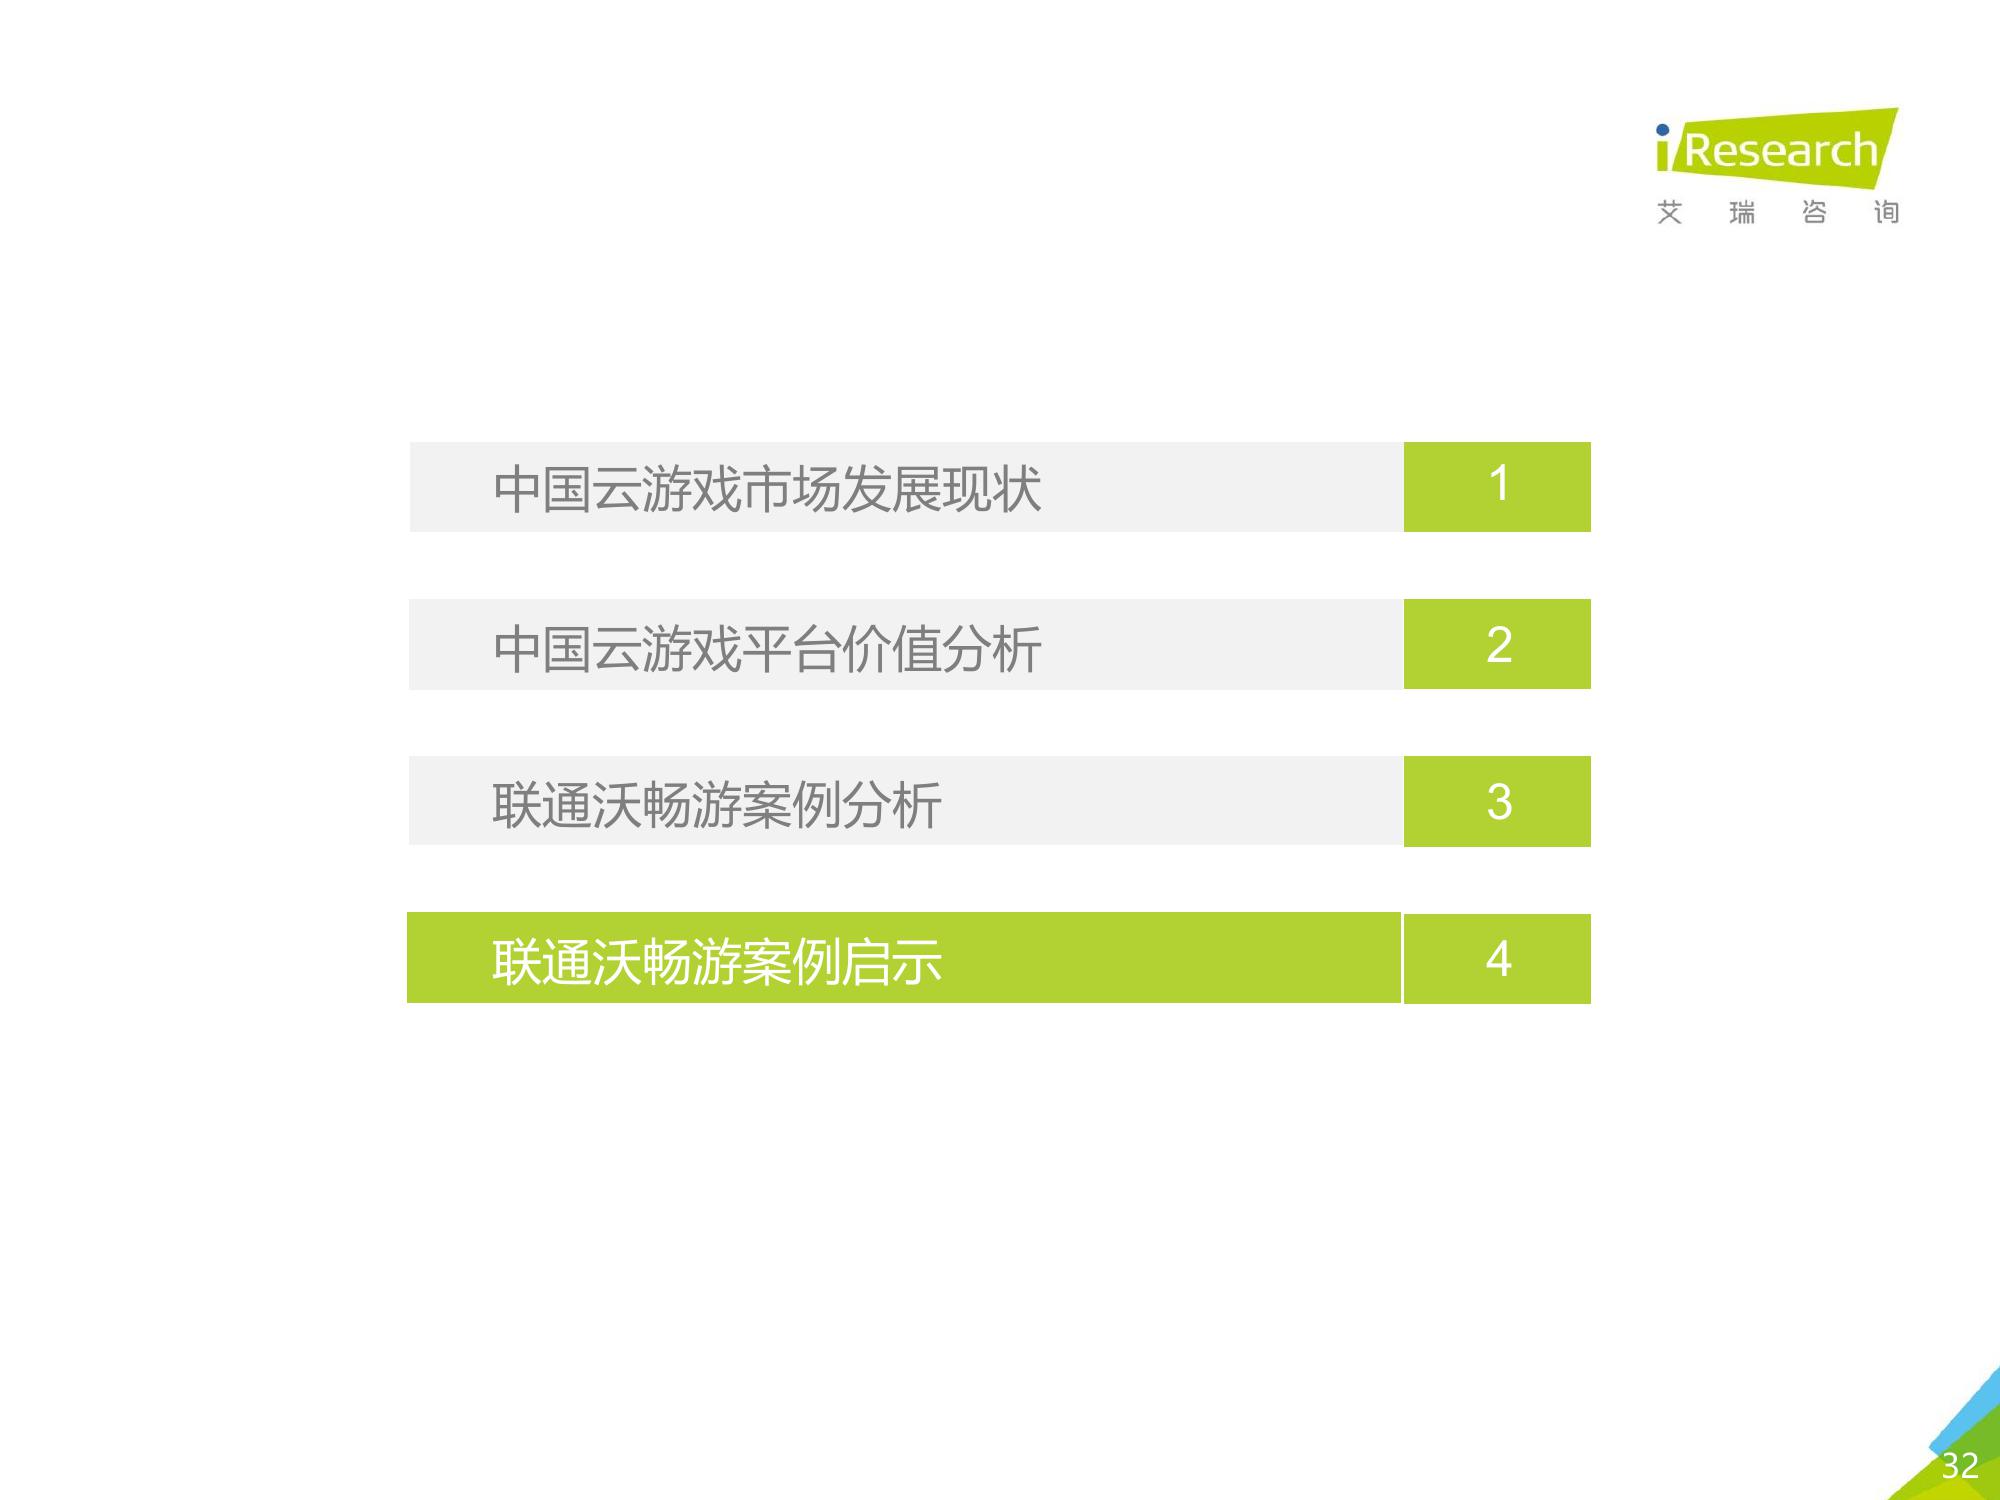 iResearch
艾瑞咨询
中国云游戏市场发展现状 1
中国云游戏平台价值分析 2
联通沃畅游案例分析 3
联通沃畅游案例启示 4
32